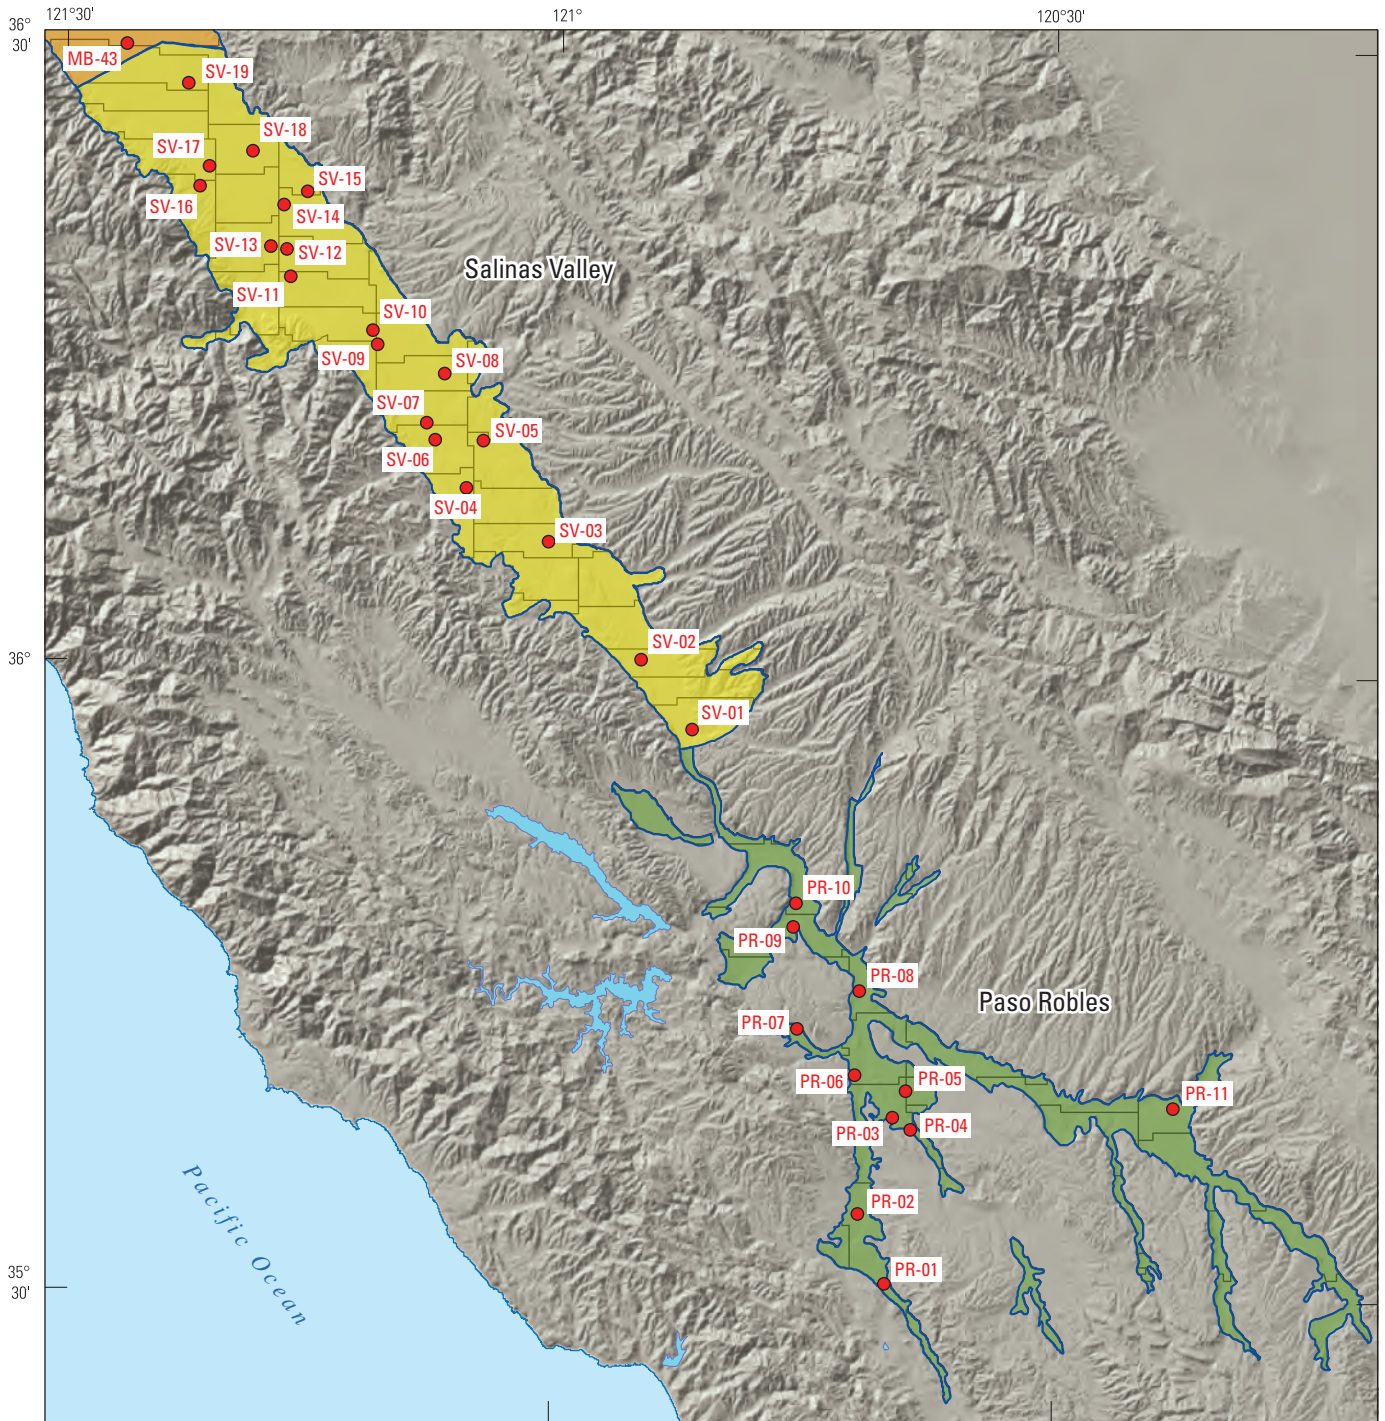 121°30'
121°
120°30'
36°
30'
MB-43
SV-19
SV-18
SV-17
SV-15
SV-16
SV-14
SV-13
SV-12
Salinas Valley
SV-11
SV-10
SV-09
SV-08
SV-07
SV-05
SV-06
SV-04
SV-03
SV-02
36°
SV-01
PR-10
PR-09
PR-08
Paso Robles
PR-07
PR-06
PR-05
PR-11
PR-03
PR-04
PR-02
Pacific Ocean
PR-01
35°
30'